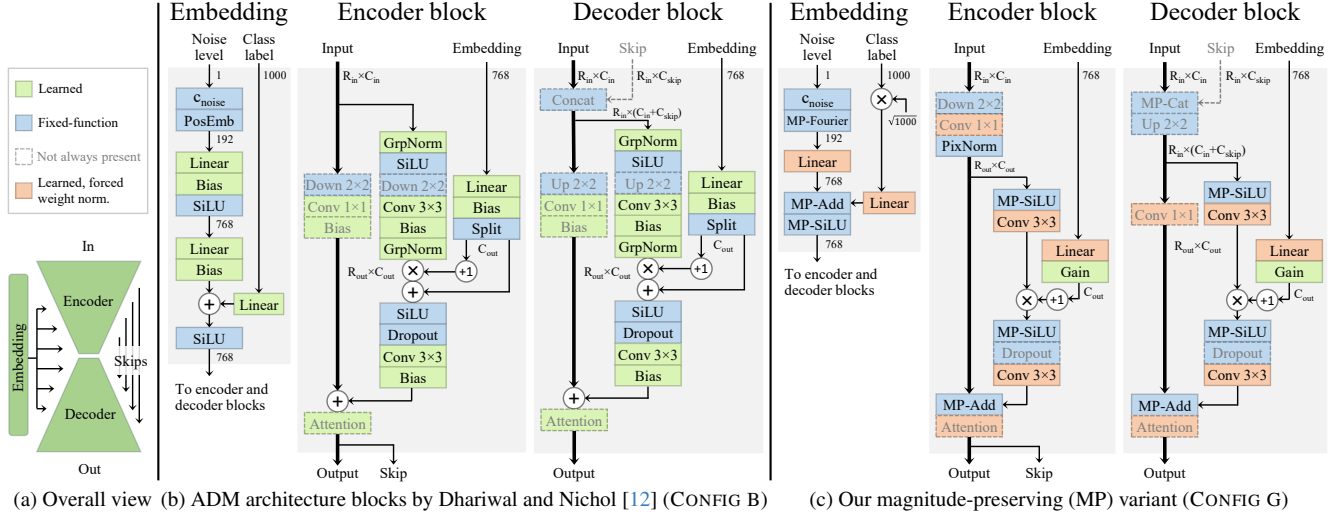 Learned
Fixed-function
Not always present
Learned, forced
weight norm.
In
Encoder
Embedding
Skips
Decoder
Out
(a) Overall view
Embedding
Noise
level
Class
label
1
1000
c_noise
PosEmb
192
Linear
Bias
SiLU
768
Linear
Bias
+
Linear
SiLU
768
To encoder and
decoder blocks
Encoder block
Input
Embedding
R_in×C_in
768
GrpNorm
SiLU
Down 2×2
Down 2×2
Conv 1×1
Bias
Conv 3×3
Bias
GrpNorm
Linear
Bias
Split
C_out
R_out×C_out
×
+1
+
SiLU
Dropout
Conv 3×3
Bias
+
Attention
Output
Skip
Decoder block
Input
Skip
Embedding
R_in×C_in
R_in×C_skip
768
Concat
R_in×(C_in+C_skip)
GrpNorm
SiLU
Up 2×2
Up 2×2
Conv 1×1
Bias
Conv 3×3
Bias
GrpNorm
Linear
Bias
Split
C_out
R_out×C_out
×
+1
+
SiLU
Dropout
Conv 3×3
Bias
+
Attention
Output
(b) ADM architecture blocks by Dhariwal and Nichol [12] (CONFIG B)
Embedding
Noise
level
Class
label
1
1000
×
√1000
c_noise
MP-Fourier
192
Linear
768
MP-Add
MP-SiLU
Linear
768
To encoder and
decoder blocks
Encoder block
Input
Embedding
R_in×C_in
768
Down 2×2
Conv 1×1
PixNorm
R_out×C_out
MP-SiLU
Conv 3×3
Linear
Gain
C_out
×
+1
MP-SiLU
Dropout
Conv 3×3
MP-Add
Attention
Output
Skip
Decoder block
Input
Skip
Embedding
R_in×C_in
R_in×C_skip
768
MP-Cat
Up 2×2
R_in×(C_in+C_skip)
MP-SiLU
Conv 3×3
Conv 1×1
R_out×C_out
Linear
Gain
C_out
×
+1
MP-SiLU
Dropout
Conv 3×3
MP-Add
Attention
Output
(c) Our magnitude-preserving (MP) variant (CONFIG G)